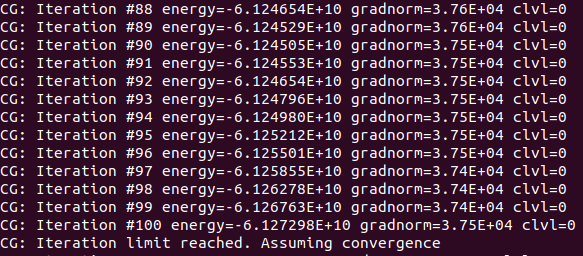 CG: Iteration #88 energy=-6.124654E+10 gradnorm=3.76E+04 clvl=0
CG: Iteration #89 energy=-6.124529E+10 gradnorm=3.76E+04 clvl=0
CG: Iteration #90 energy=-6.124505E+10 gradnorm=3.75E+04 clvl=0
CG: Iteration #91 energy=-6.124553E+10 gradnorm=3.75E+04 clvl=0
CG: Iteration #92 energy=-6.124654E+10 gradnorm=3.75E+04 clvl=0
CG: Iteration #93 energy=-6.124796E+10 gradnorm=3.75E+04 clvl=0
CG: Iteration #94 energy=-6.124980E+10 gradnorm=3.75E+04 clvl=0
CG: Iteration #95 energy=-6.125212E+10 gradnorm=3.75E+04 clvl=0
CG: Iteration #96 energy=-6.125501E+10 gradnorm=3.75E+04 clvl=0
CG: Iteration #97 energy=-6.125855E+10 gradnorm=3.74E+04 clvl=0
CG: Iteration #98 energy=-6.126278E+10 gradnorm=3.74E+04 clvl=0
CG: Iteration #99 energy=-6.126763E+10 gradnorm=3.74E+04 clvl=0
CG: Iteration #100 energy=-6.127298E+10 gradnorm=3.75E+04 clvl=0
CG: Iteration limit reached. Assuming convergence